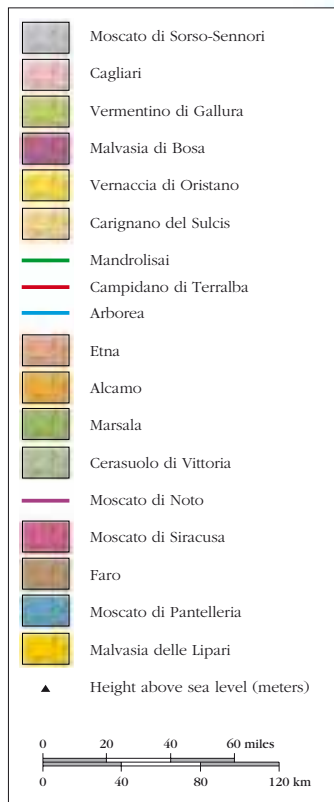 Moscato di Sorso-Sennori
Cagliari
Vermentino di Gallura
Malvasia di Bosa
Vernaccia di Oristano
Carignano del Sulcis
Mandrolisai
Campidano di Terralba
Arborea
Etna
Alcamo
Marsala
Cerasuolo di Vittoria
Moscato di Noto
Moscato di Siracusa
Faro
Moscato di Pantelleria
Malvasia delle Lipari
Height above sea level (meters)
0 20 40 60 miles
0 40 80 120 km